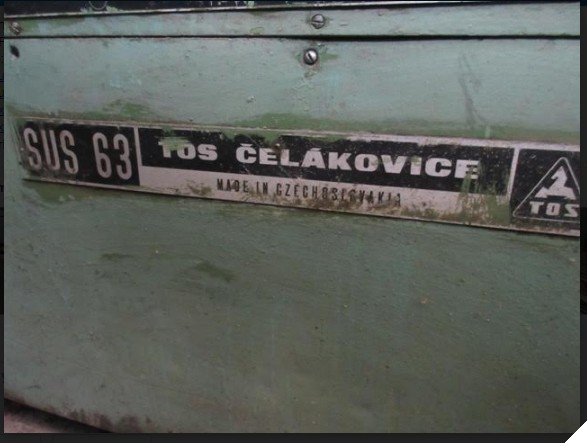 SUS 63
TOS ČELÁKOVICE
MADE IN CZECHOSLOVAKIA
TOS